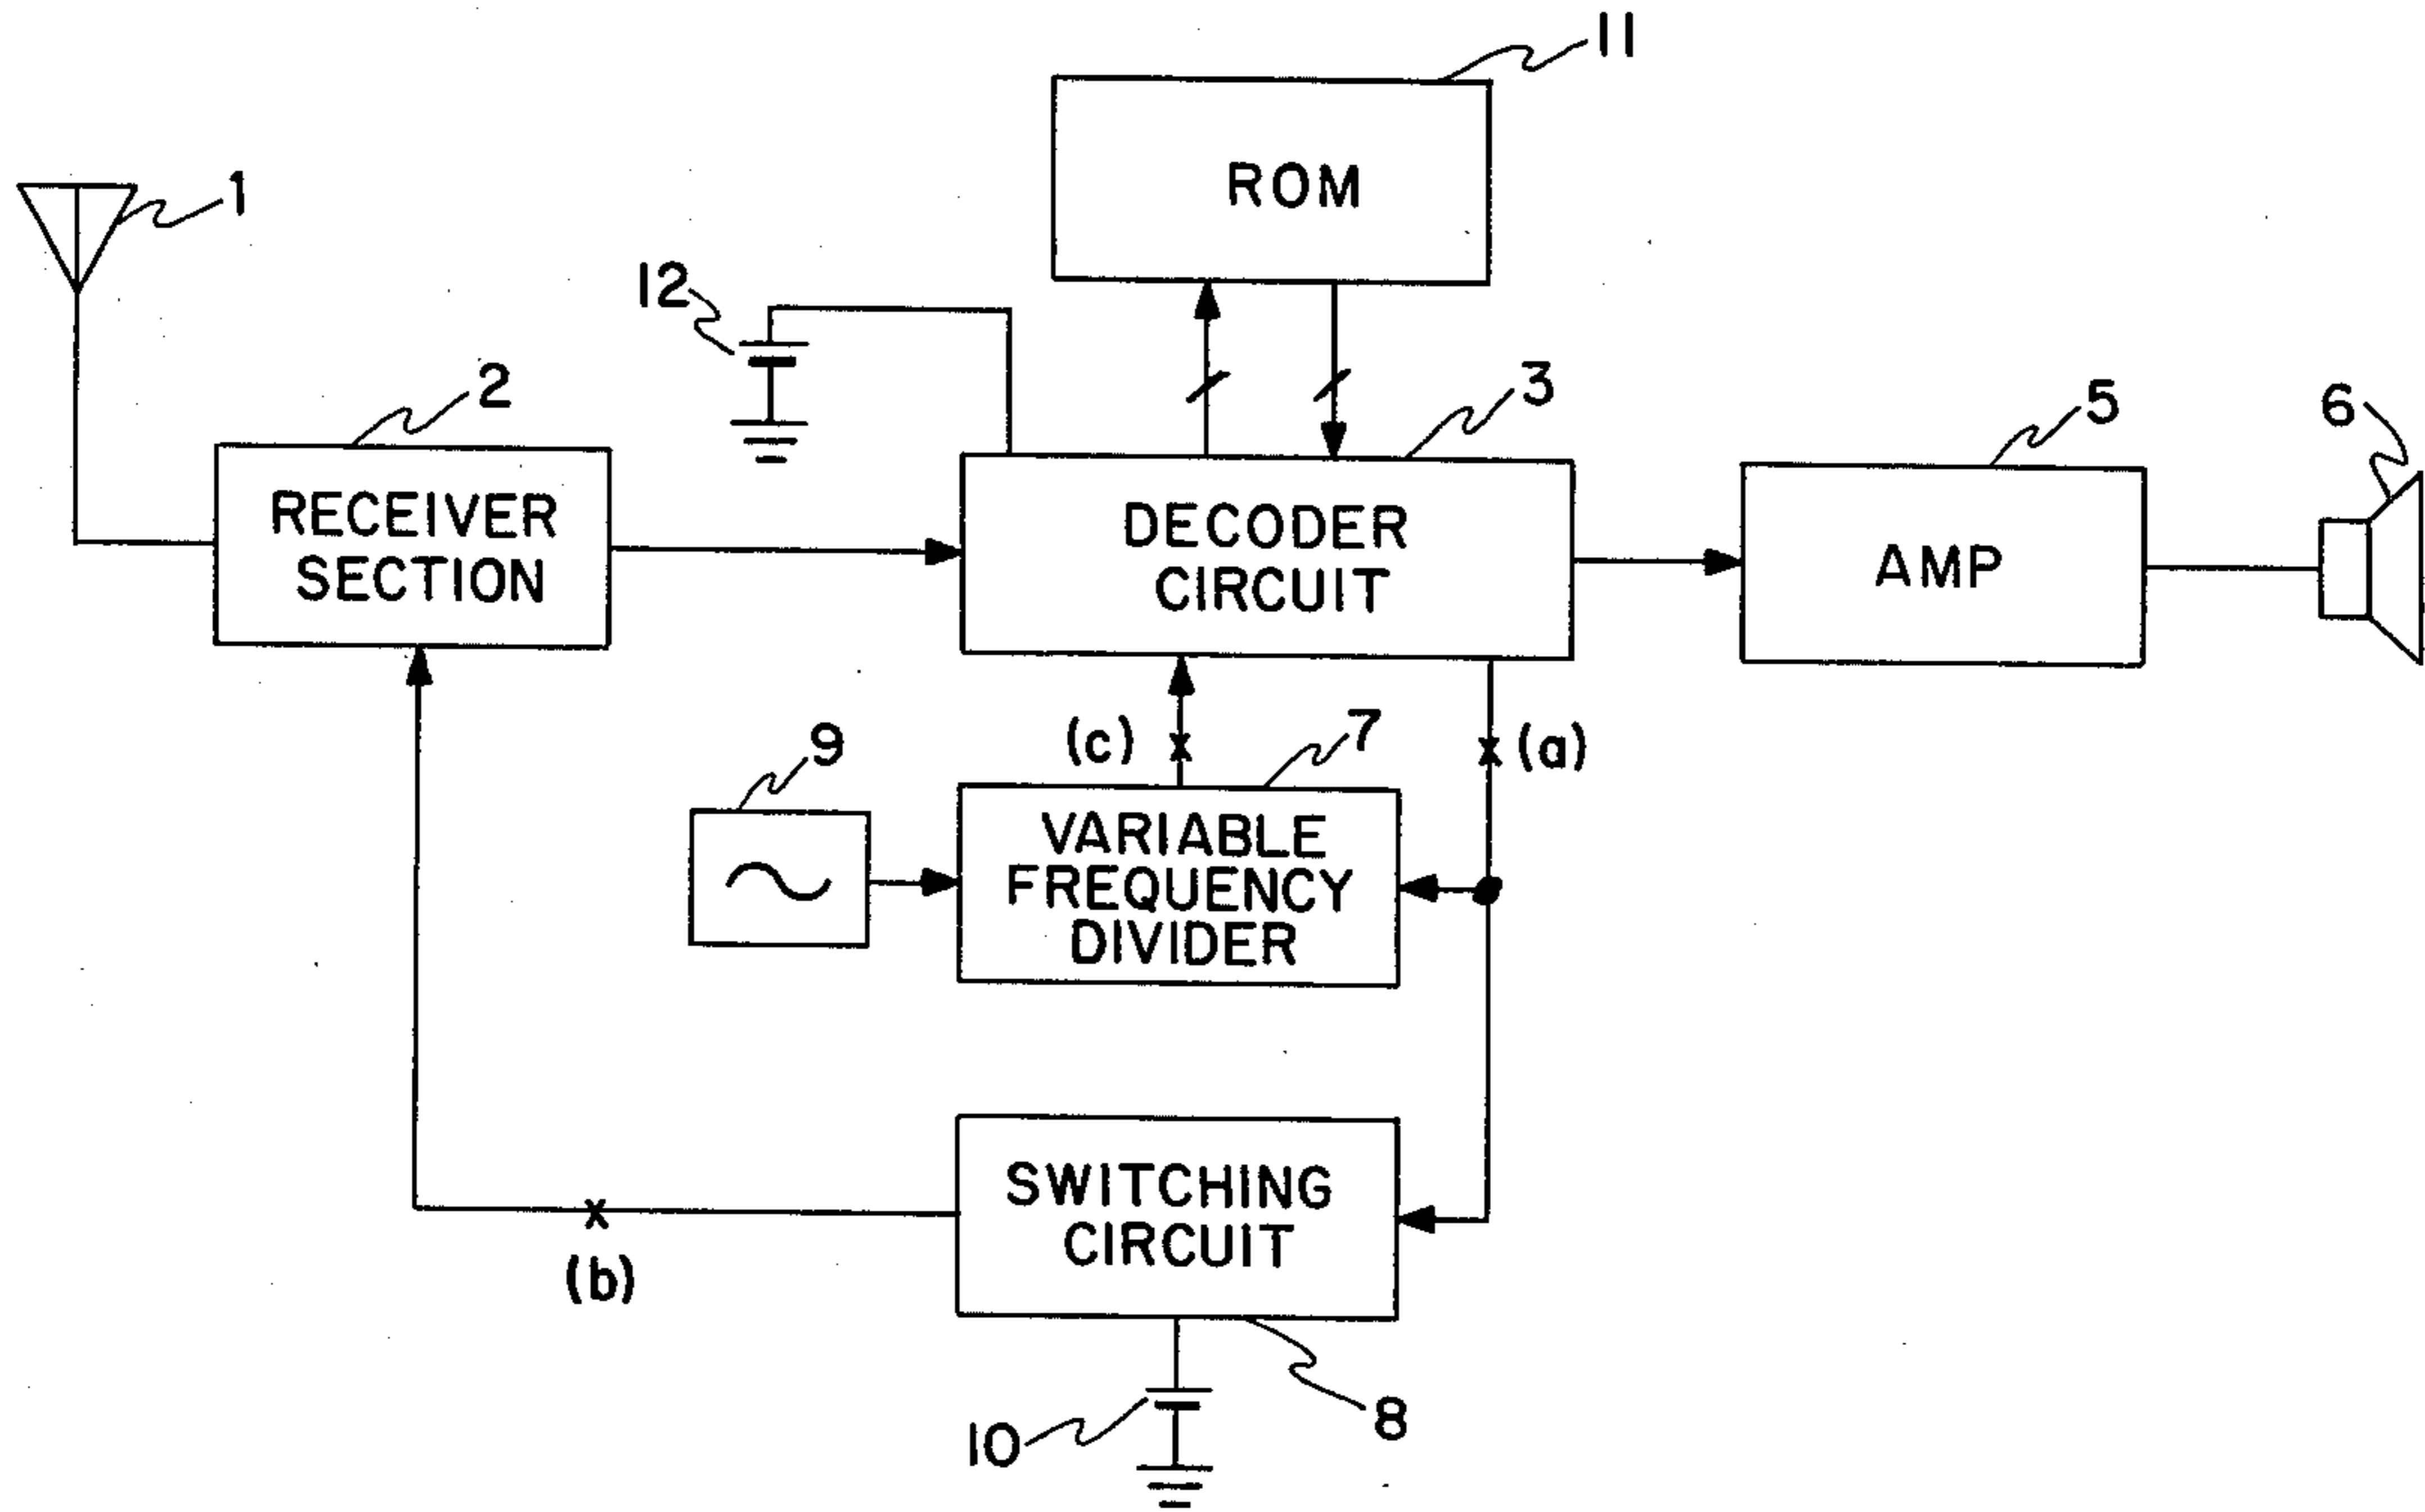 11
ROM
1
12
2
3
5
6
RECEIVER
SECTION
DECODER
CIRCUIT
AMP
(c)
7
(a)
9
VARIABLE
FREQUENCY
DIVIDER
SWITCHING
CIRCUIT
(b)
10
8